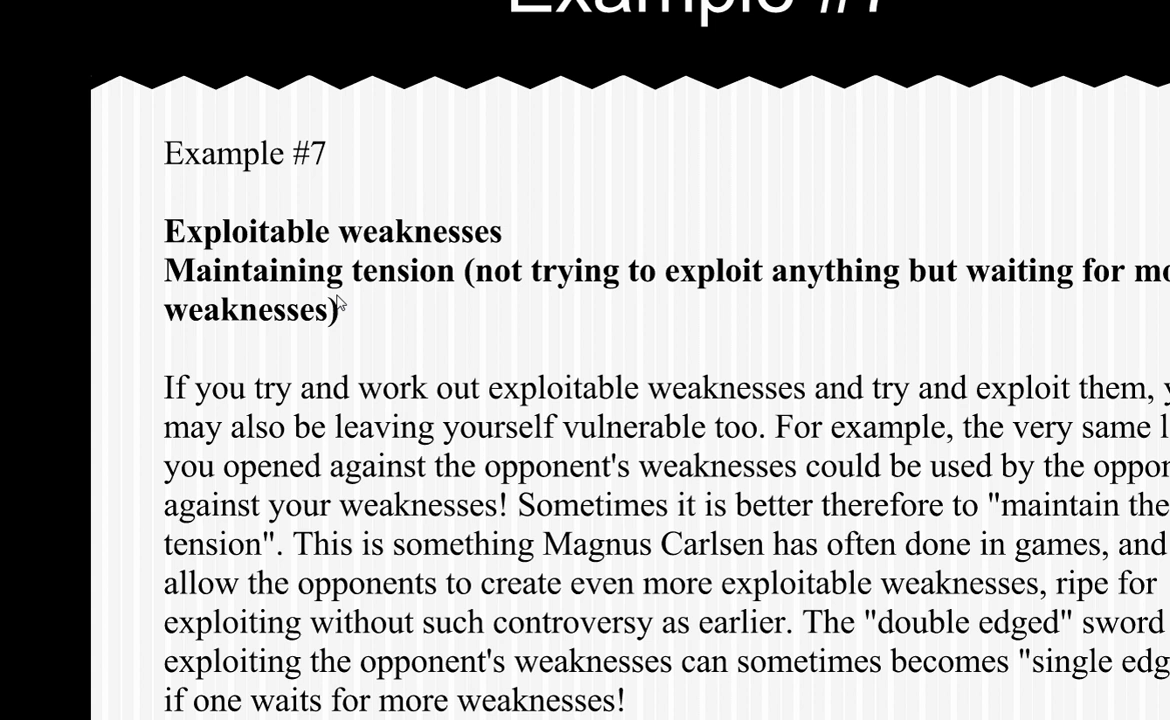 Example #7
Example #7
Exploitable weaknesses
Maintaining tension (not trying to exploit anything but waiting for
weaknesses)
If you try and work out exploitable weaknesses and try and exploit them,
may also be leaving yourself vulnerable too. For example, the very same
you opened against the opponent's weaknesses could be used by the
against your weaknesses! Sometimes it is better therefore to "maintain the
tension". This is something Magnus Carlsen has often done in games, and
allow the opponents to create even more exploitable weaknesses, ripe for
exploiting without such controversy as earlier. The "double edged" sword
exploiting the opponent's weaknesses can sometimes becomes "single
if one waits for more weaknesses!